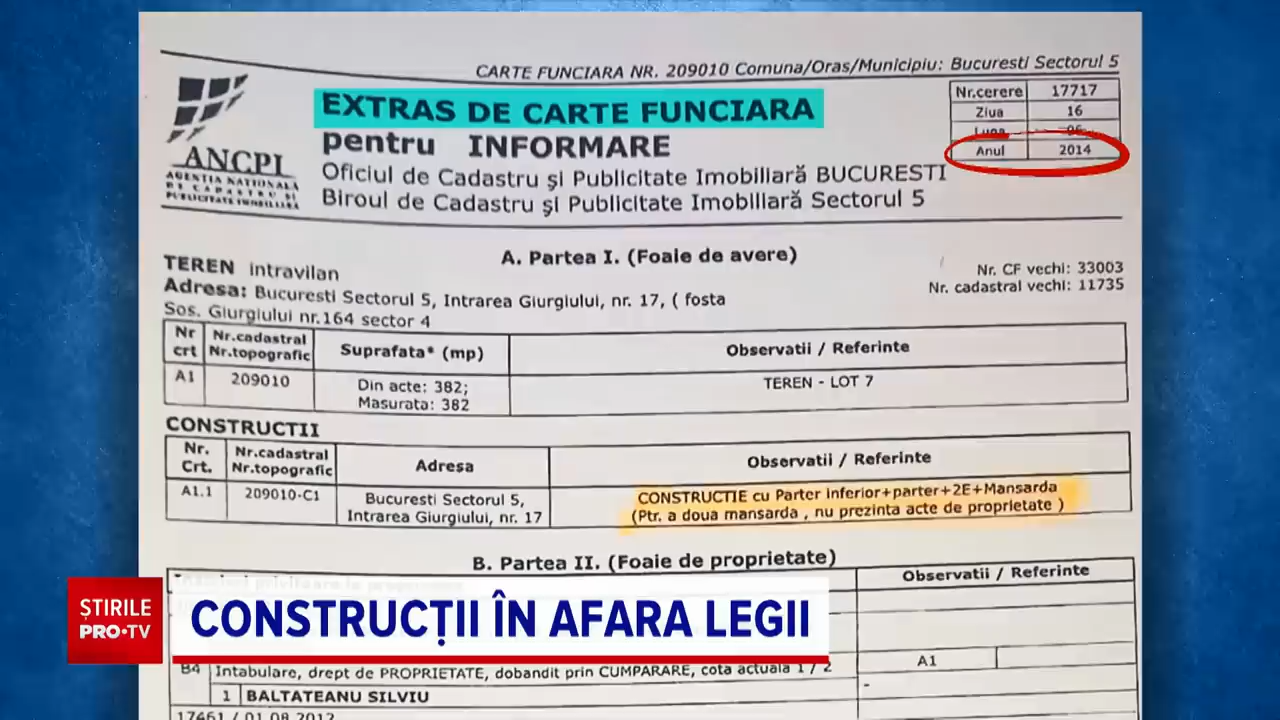 CARTE FUNCIARA NR. 209010 Comuna/Oras/Municipiu: Bucuresti Sectorul 5
Nr.cerere 17717
Ziua 16
Luna 06
Anul 2014
EXTRAS DE CARTE FUNCIARA
pentru INFORMARE
Oficiul de Cadastru şi Publicitate Imobiliară BUCURESTI
Biroul de Cadastru şi Publicitate Imobiliară Sectorul 5
ANCPI
AGENTIA NATIONALA
DE CADASTRU SI
PUBLICITATE IMOBILIARA
A. Partea I. (Foaie de avere)
TEREN intravilan
Nr. CF vechi: 33003
Nr. cadastral vechi: 11735
Adresa: Bucuresti Sectorul 5, Intrarea Giurgiului, nr. 17, ( fosta
Sos. Giurgiului nr.164 sector 4
Nr crt Nr.cadastral Nr.topografic Suprafata* (mp) Observatii / Referinte
A1 209010 Din acte: 382; Masurata: 382 TEREN - LOT 7
CONSTRUCTII
Nr. Crt. Nr.cadastral Nr.topografic Adresa Observatii / Referinte
A1.1 209010-C1 Bucuresti Sectorul 5, Intrarea Giurgiului, nr. 17 CONSTRUCTIE cu Parter inferior+parter+2E+Mansarda
(Ptr. a doua mansarda , nu prezinta acte de proprietate )
B. Partea II. (Foaie de proprietate)
Observatii / Referinte
ȘTIRILE
PRO•TV
CONSTRUCȚII ÎN AFARA LEGII
B4 Intabulare, drept de PROPRIETATE, dobandit prin CUMPARARE, cota actuala 1 / 2 A1
1 BALTATEANU SILVIU -
17461 / 01.08.2012